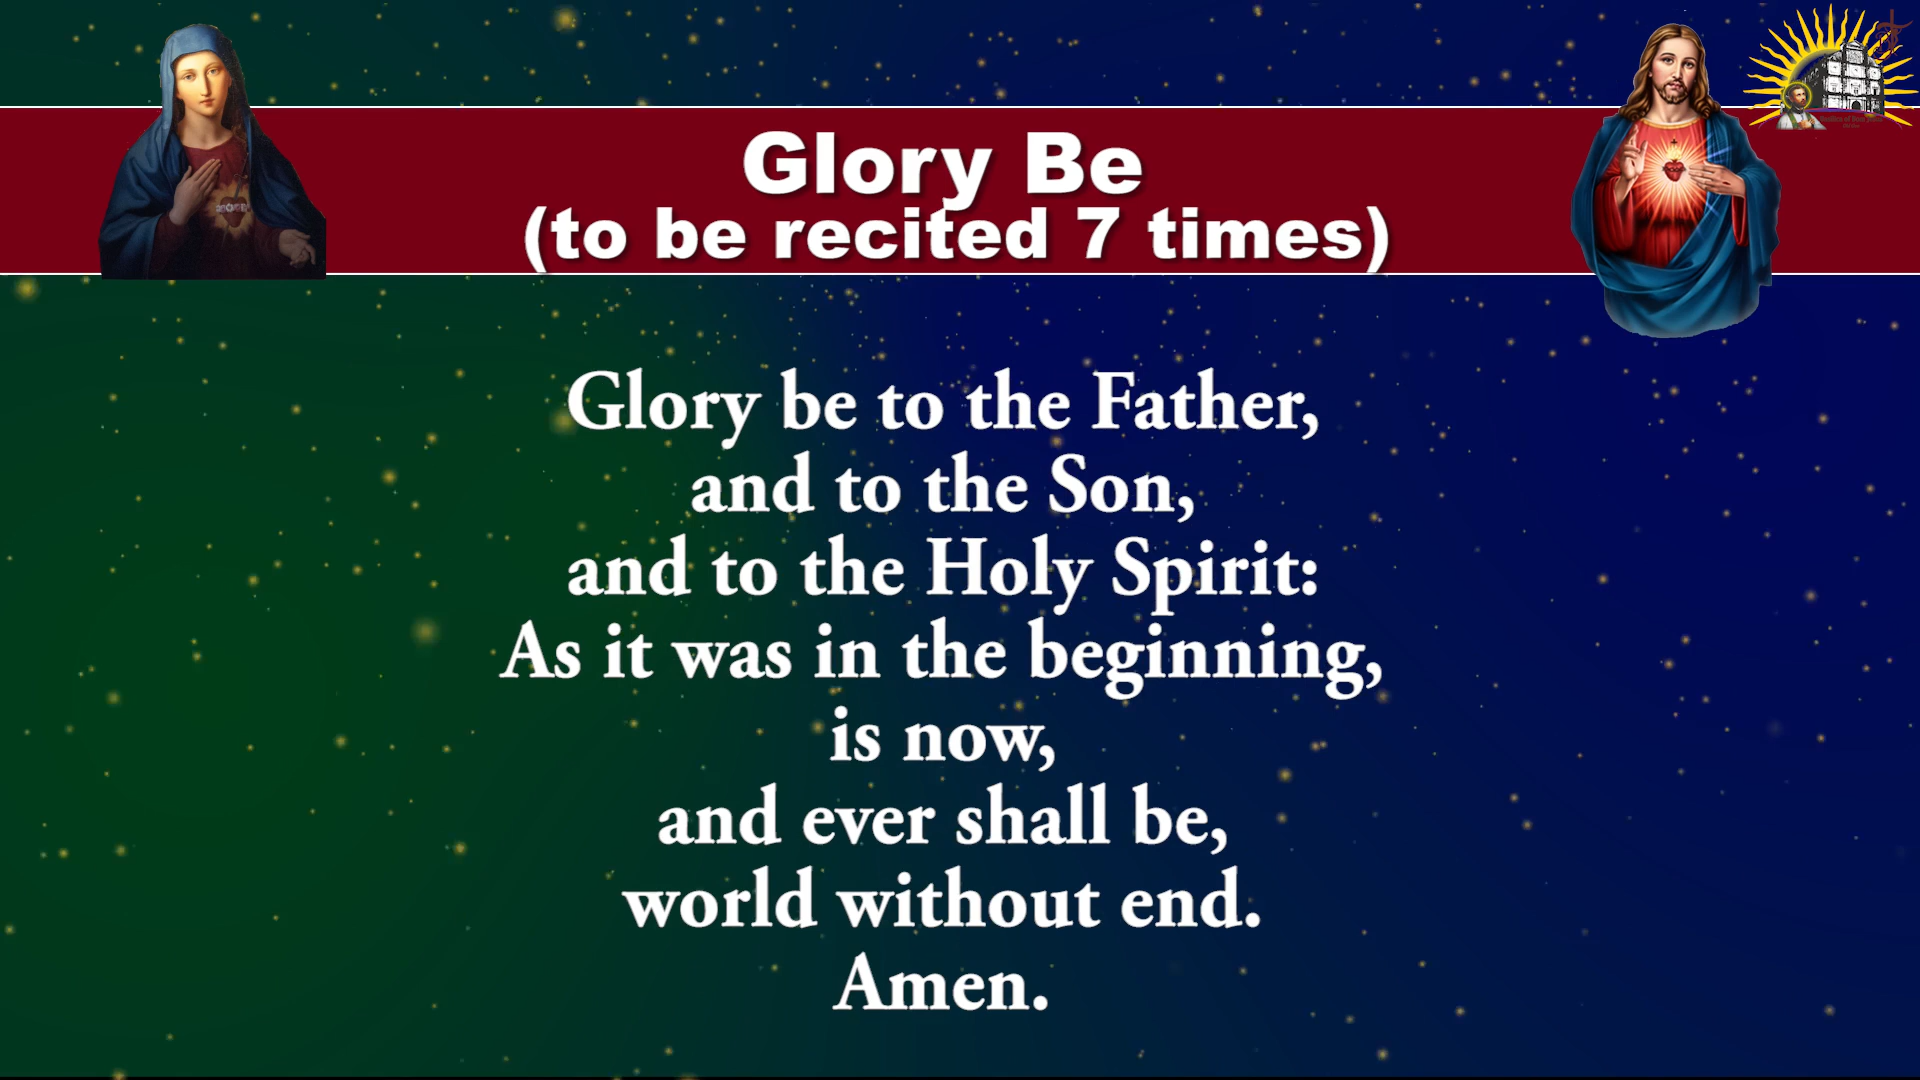 Glory Be
(to be recited 7 times)
Glory be to the Father,
and to the Son,
and to the Holy Spirit:
As it was in the beginning,
is now,
and ever shall be,
world without end.
Amen.